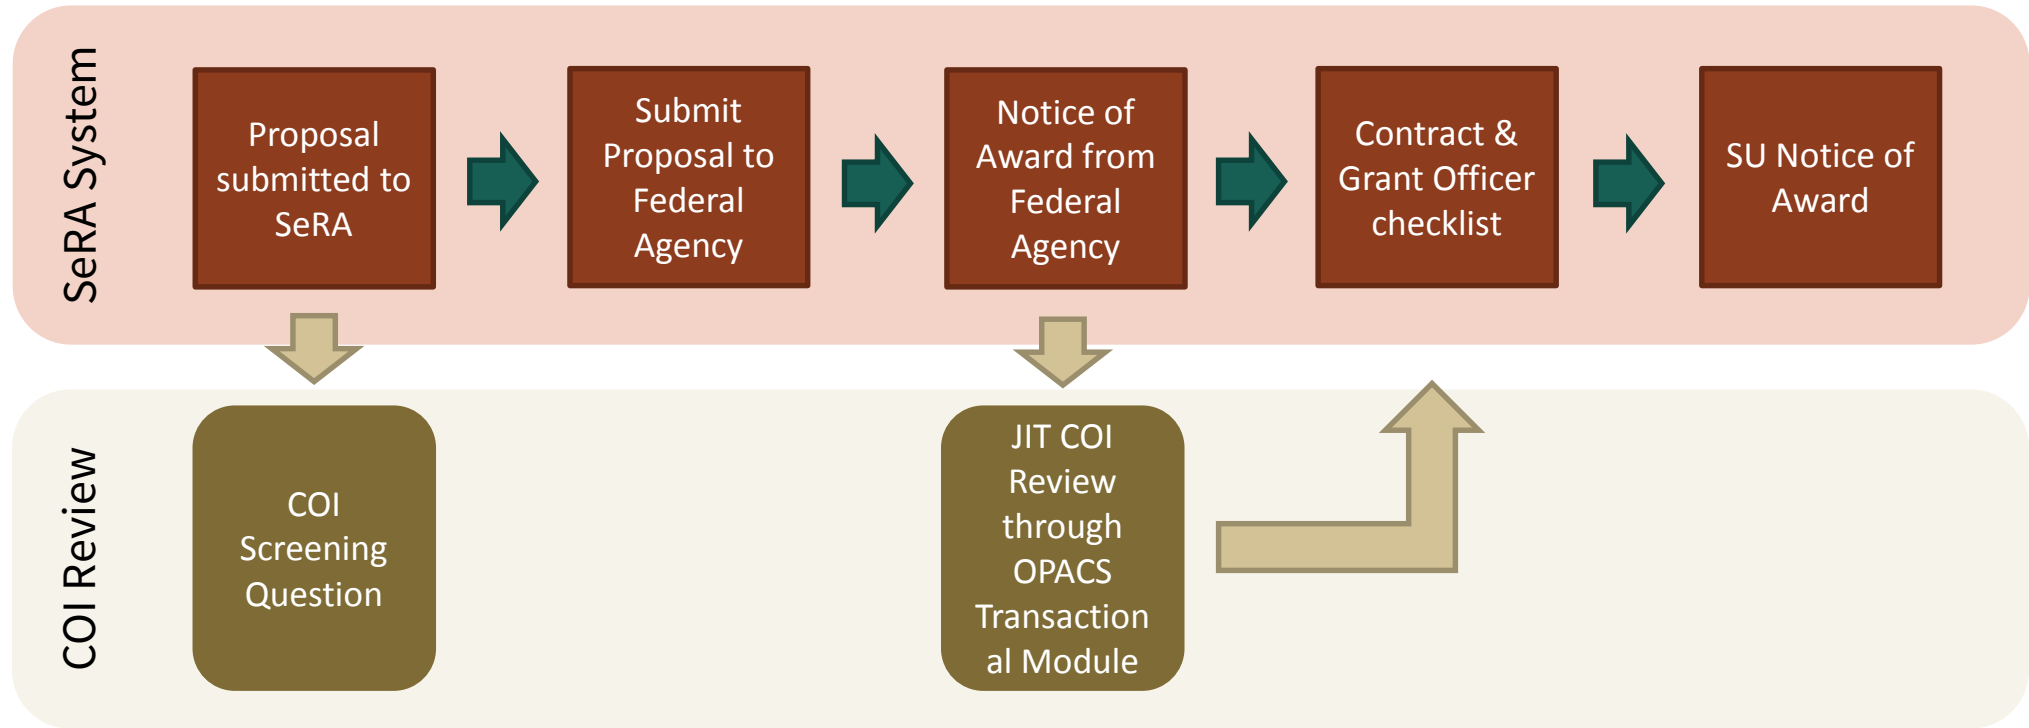 SeRA System
Proposal
submitted to
SeRA
Submit
Proposal to
Federal
Agency
Notice of
Award from
Federal
Agency
Contract &
Grant Officer
checklist
SU Notice of
Award
COI Review
COI
Screening
Question
JIT COI
Review
through
OPACS
Transaction
al Module